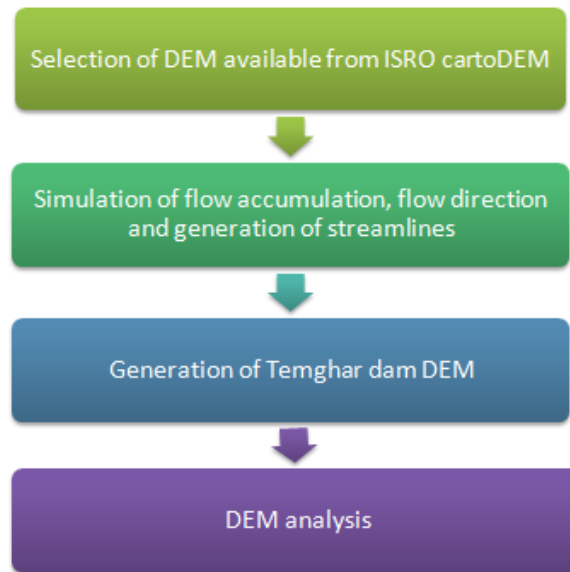 Selection of DEM available from ISRO cartoDEM
Simulation of flow accumulation, flow direction
and generation of streamlines
Generation of Temghar dam DEM
DEM analysis